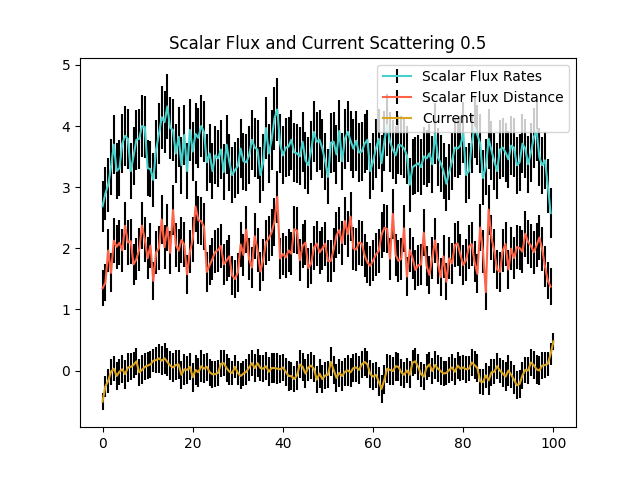 Scalar Flux and Current Scattering 0.5
5
Scalar Flux Rates
Scalar Flux Distance
4
Current
3
2
1
0
0 20 40 60 80 100